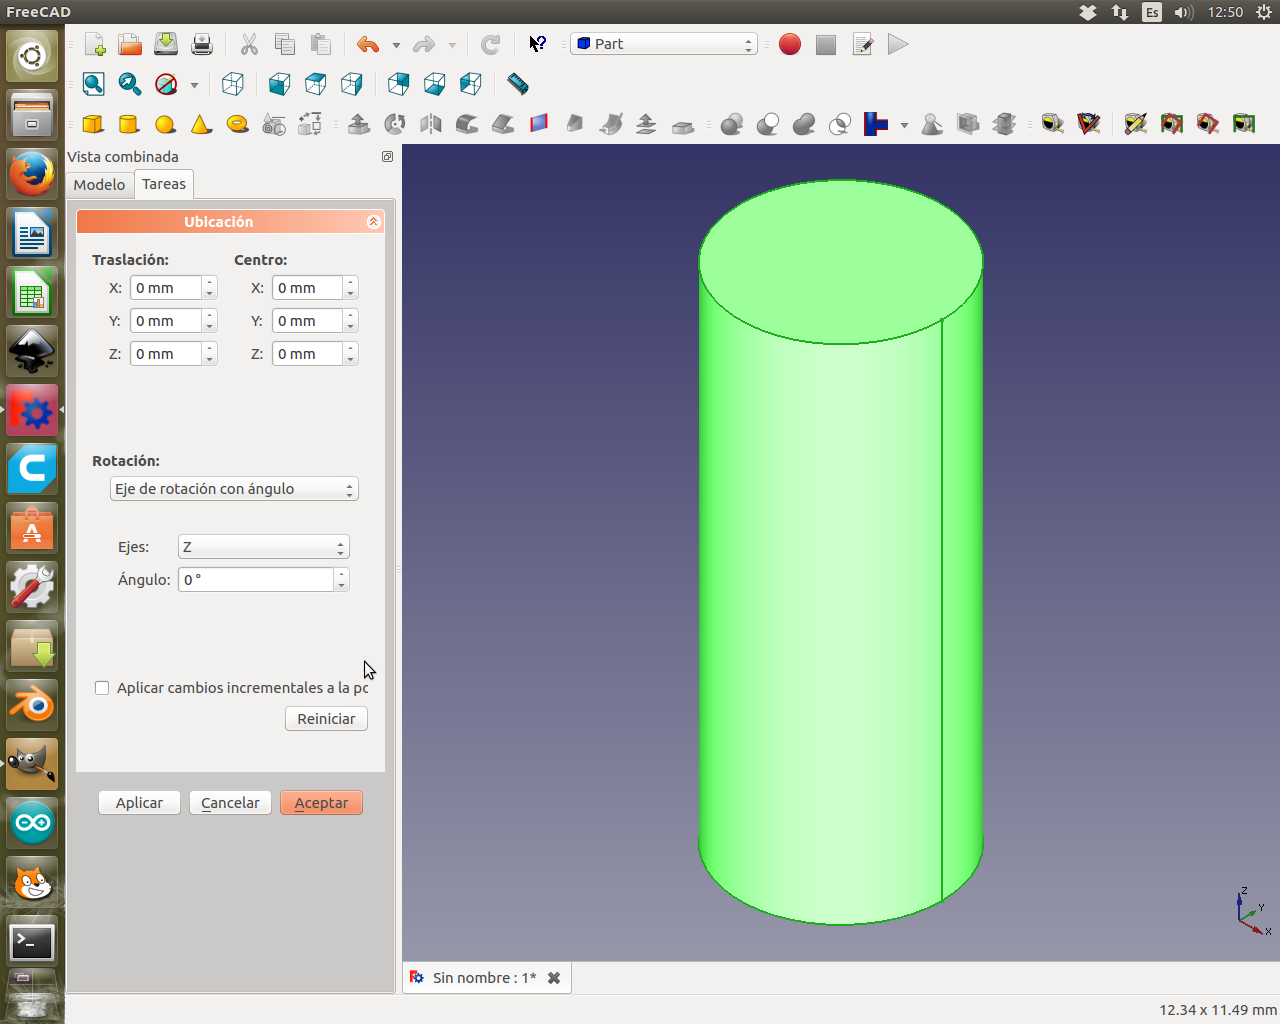 FreeCAD
Es
12:50
Part
Vista combinada
Modelo
Tareas
Ubicación
Traslación:
Centro:
X: 0 mm
X: 0 mm
Y: 0 mm
Y: 0 mm
Z: 0 mm
Z: 0 mm
Rotación:
Eje de rotación con ángulo
Ejes: Z
Ángulo: 0 °
Aplicar cambios incrementales a la po
Reiniciar
Aplicar
Cancelar
Aceptar
Z
Y
X
Sin nombre : 1*
12.34 x 11.49 mm